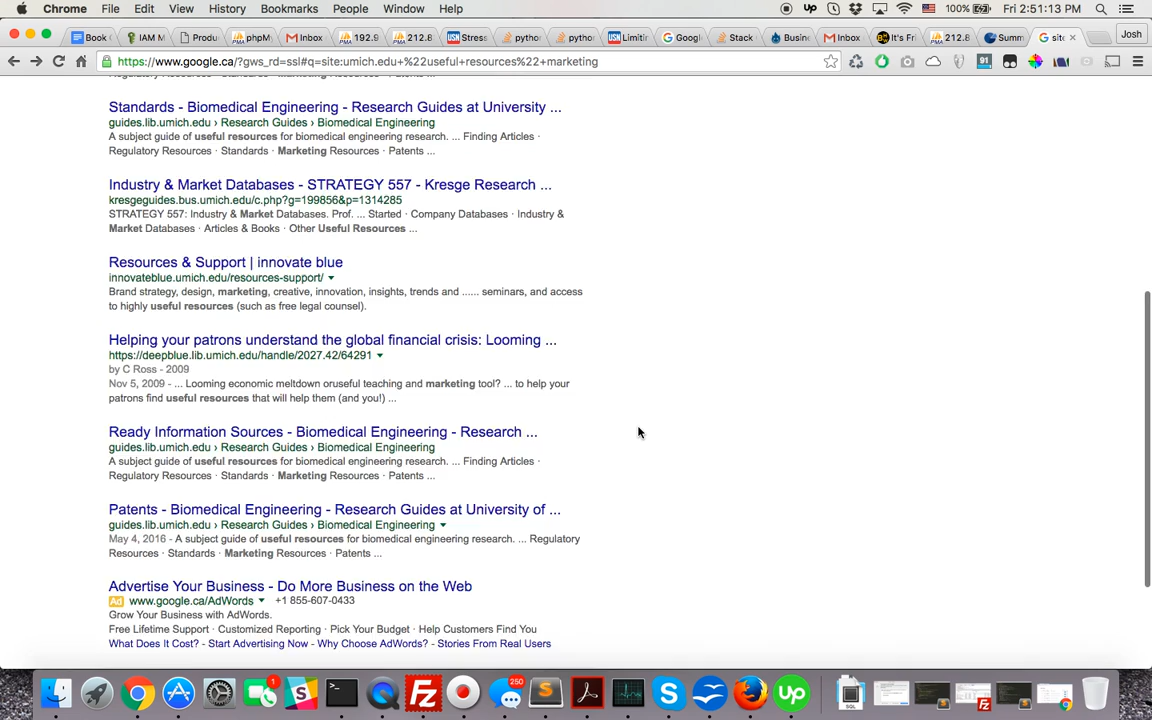 Chrome File Edit View History Bookmarks People Window Help
UP 100% Fri 2:51:13 PM
Book
IAM M
Produ
phpM
Inbox
192.9
212.8
USN Stress
python
python
USN Limitin
Googl
Stack
Busine
Inbox
It's Fri
212.8
Summ
site:
Josh
https://www.google.ca/?gws_rd=ssl#q=site:umich.edu+%22useful+resources%22+marketing
91
Standards - Biomedical Engineering - Research Guides at University ...
guides.lib.umich.edu › Research Guides › Biomedical Engineering
A subject guide of useful resources for biomedical engineering research. ... Finding Articles ·
Regulatory Resources · Standards · Marketing Resources · Patents ...
Industry & Market Databases - STRATEGY 557 - Kresge Research ...
kresgeguides.bus.umich.edu/c.php?g=199856&p=1314285
STRATEGY 557: Industry & Market Databases. Prof. ... Started · Company Databases · Industry &
Market Databases · Articles & Books · Other Useful Resources ...
Resources & Support | innovate blue
innovateblue.umich.edu/resources-support/
Brand strategy, design, marketing, creative, innovation, insights, trends and ...... seminars, and access
to highly useful resources (such as free legal counsel).
Helping your patrons understand the global financial crisis: Looming ...
https://deepblue.lib.umich.edu/handle/2027.42/64291
by C Ross - 2009
Nov 5, 2009 - ... Looming economic meltdown oruseful teaching and marketing tool? ... to help your
patrons find useful resources that will help them (and you!) ...
Ready Information Sources - Biomedical Engineering - Research ...
guides.lib.umich.edu › Research Guides › Biomedical Engineering
A subject guide of useful resources for biomedical engineering research. ... Finding Articles ·
Regulatory Resources · Standards · Marketing Resources · Patents ...
Patents - Biomedical Engineering - Research Guides at University of ...
guides.lib.umich.edu › Research Guides › Biomedical Engineering
May 4, 2016 - A subject guide of useful resources for biomedical engineering research. ... Regulatory
Resources · Standards · Marketing Resources · Patents ...
Advertise Your Business - Do More Business on the Web
Ad www.google.ca/AdWords +1 855-607-0433
Grow Your Business with AdWords.
Free Lifetime Support · Customized Reporting · Pick Your Budget · Help Customers Find You
What Does It Cost? - Start Advertising Now - Why Choose AdWords? - Stories From Real Users
1
250
Fz
S
UP
SQL